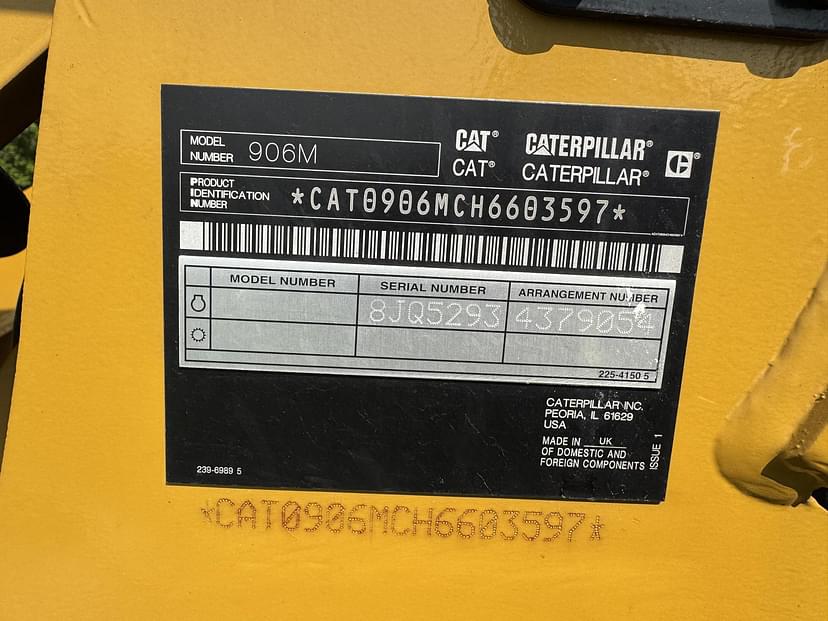 MODEL NUMBER 906M
CAT® CATERPILLAR®
CAT® CATERPILLAR®
PRODUCT IDENTIFICATION NUMBER *CAT0906MCH6603597*
MODEL NUMBER SERIAL NUMBER ARRANGEMENT NUMBER
8JQ5293 4379054
225-4150 5
CATERPILLAR INC.
PEORIA, IL 61629
USA
MADE IN UK
OF DOMESTIC AND
FOREIGN COMPONENTS
ISSUE 1
239-6989 5
*CAT0906MCH6603597*